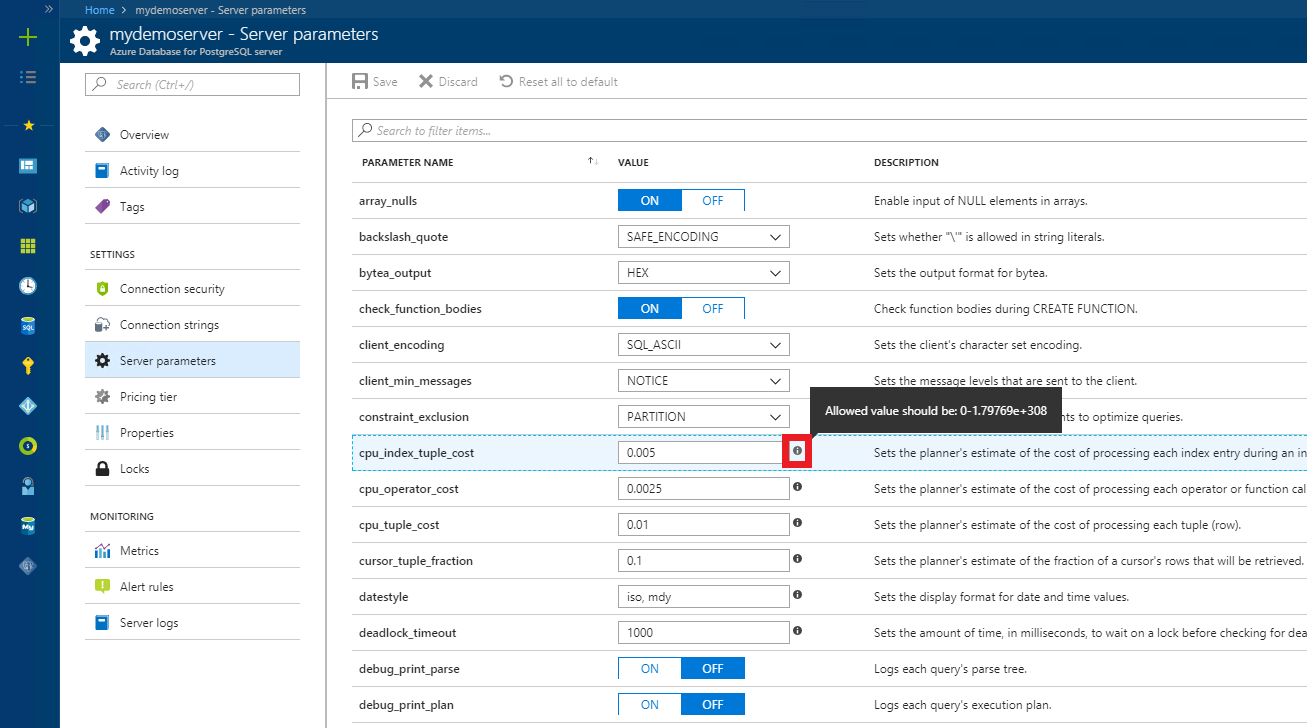 Home > mydemoserver - Server parameters
mydemoserver - Server parameters
Azure Database for PostgreSQL server
Search (Ctrl+/)
Overview
Activity log
Tags
SETTINGS
Connection security
Connection strings
Server parameters
Pricing tier
Properties
Locks
MONITORING
Metrics
Alert rules
Server logs
Save Discard Reset all to default
Search to filter items...
PARAMETER NAME VALUE DESCRIPTION
array_nulls ON OFF Enable input of NULL elements in arrays.
backslash_quote SAFE_ENCODING Sets whether "\'" is allowed in string literals.
bytea_output HEX Sets the output format for bytea.
check_function_bodies ON OFF Check function bodies during CREATE FUNCTION.
client_encoding SQL_ASCII Sets the client's character set encoding.
client_min_messages NOTICE Sets the message levels that are sent to the client.
Allowed value should be: 0-1.79769e+308
constraint_exclusion PARTITION nts to optimize queries.
cpu_index_tuple_cost 0.005 Sets the planner's estimate of the cost of processing each index entry during an in
cpu_operator_cost 0.0025 Sets the planner's estimate of the cost of processing each operator or function cal
cpu_tuple_cost 0.01 Sets the planner's estimate of the cost of processing each tuple (row).
cursor_tuple_fraction 0.1 Sets the planner's estimate of the fraction of a cursor's rows that will be retrieved.
datestyle iso, mdy Sets the display format for date and time values.
deadlock_timeout 1000 Sets the amount of time, in milliseconds, to wait on a lock before checking for dea
debug_print_parse ON OFF Logs each query's parse tree.
debug_print_plan ON OFF Logs each query's execution plan.
SQL
My